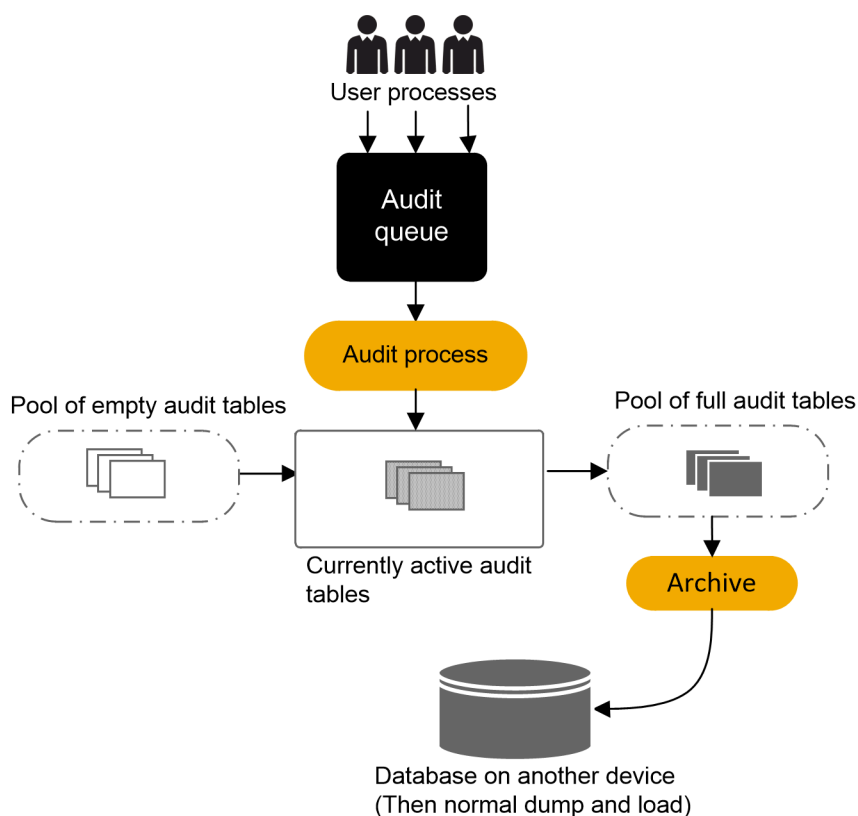 User processes
Audit
queue
Audit process
Pool of empty audit tables
Pool of full audit tables
Currently active audit
tables
Archive
Database on another device
(Then normal dump and load)